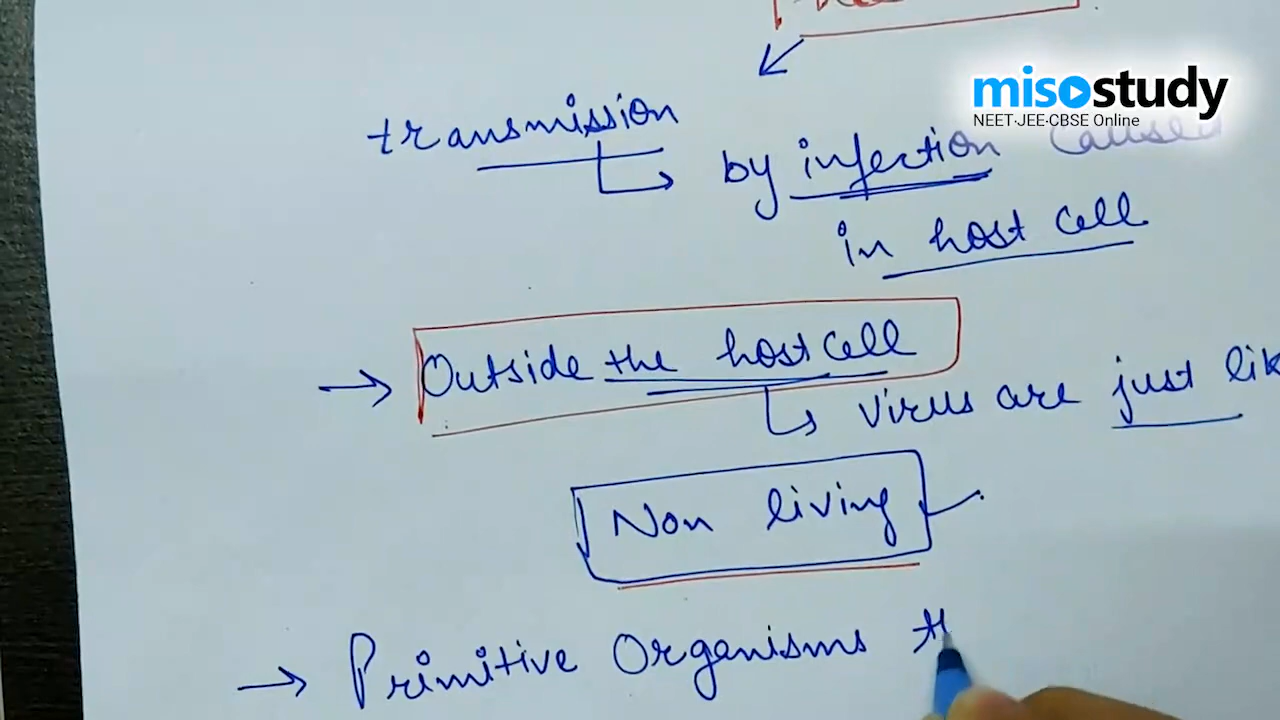 misostudy
NEET·JEE·CBSE Online
transmission
by infection caused
in host cell
Outside the host cell
virus are just lik
Non living
Primitive Organisms